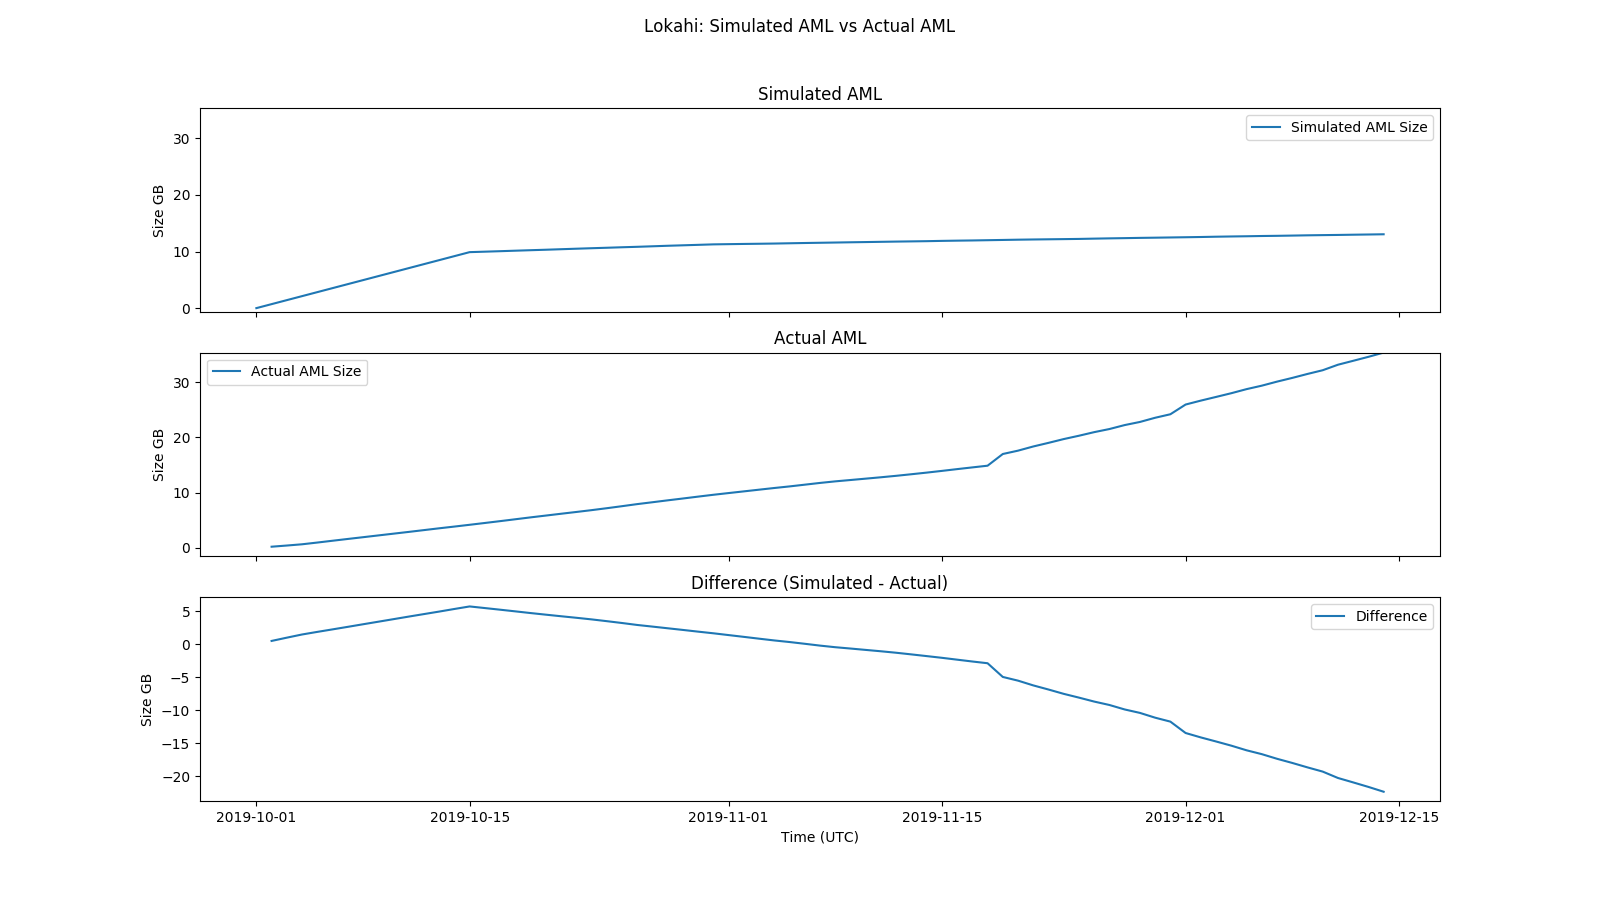 Lokahi: Simulated AML vs Actual AML
Simulated AML
Simulated AML Size
Size GB
30
20
10
0
Actual AML
Actual AML Size
Size GB
30
20
10
0
Difference (Simulated - Actual)
Difference
Size GB
5
0
−5
−10
−15
−20
2019-10-01 2019-10-15 2019-11-01 2019-11-15 2019-12-01 2019-12-15
Time (UTC)